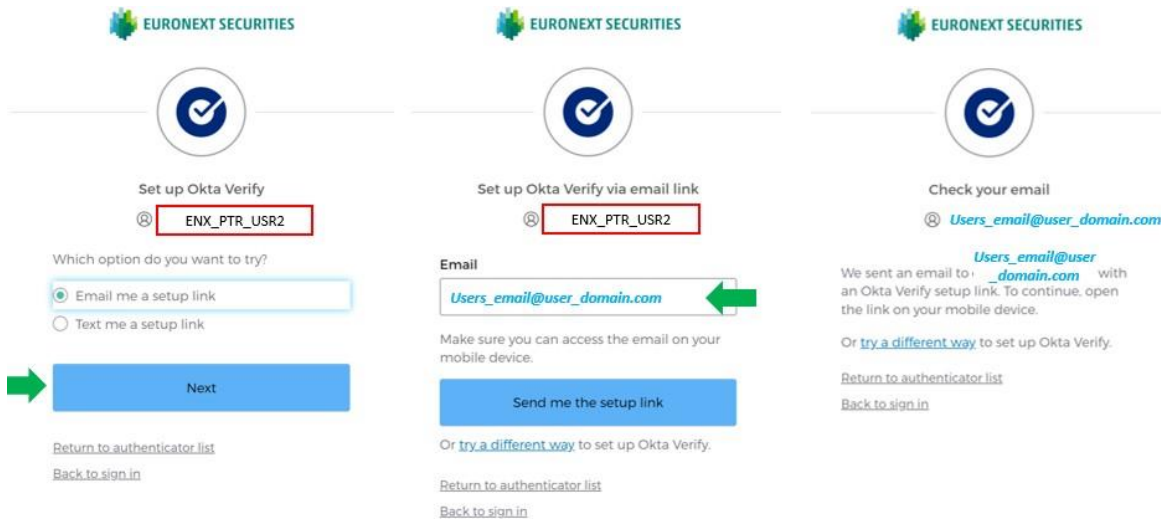 EURONEXT SECURITIES
Set up Okta Verify
ENX_PTR_USR2
Which option do you want to try?
Email me a setup link
Text me a setup link
Next
Return to authenticator list
Back to sign in
EURONEXT SECURITIES
Set up Okta Verify via email link
ENX_PTR_USR2
Email
Users_email@user_domain.com
Make sure you can access the email on your
mobile device.
Send me the setup link
Or try a different way to set up Okta Verify.
Return to authenticator list
Back to sign in
EURONEXT SECURITIES
Check your email
Users_email@user_domain.com
Users_email@user
We sent an email to _domain.com with
an Okta Verify setup link. To continue, open
the link on your mobile device.
Or try a different way to set up Okta Verify.
Return to authenticator list
Back to sign in